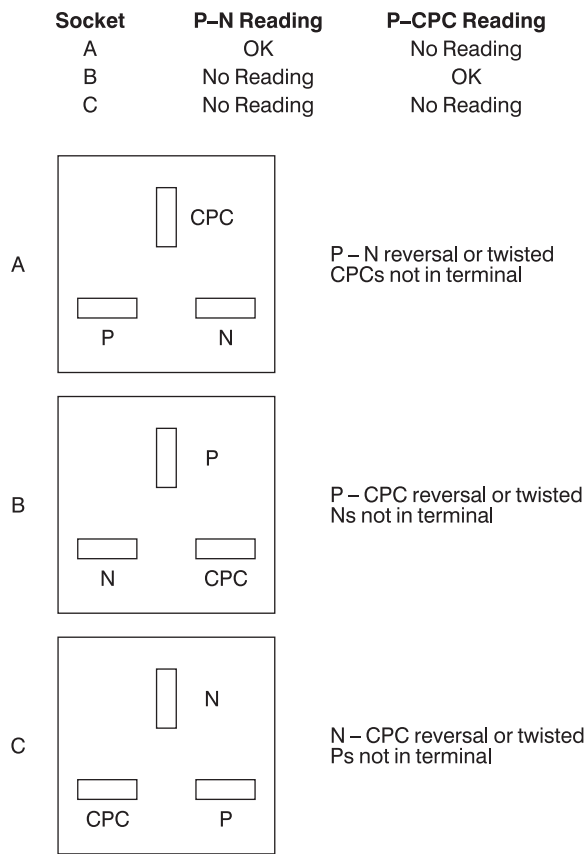 Socket P–N Reading P–CPC Reading
A OK No Reading
B No Reading OK
C No Reading No Reading
CPC
A
P – N reversal or twisted
CPCs not in terminal
P N
P
B
P – CPC reversal or twisted
Ns not in terminal
N CPC
N
C
N – CPC reversal or twisted
Ps not in terminal
CPC P